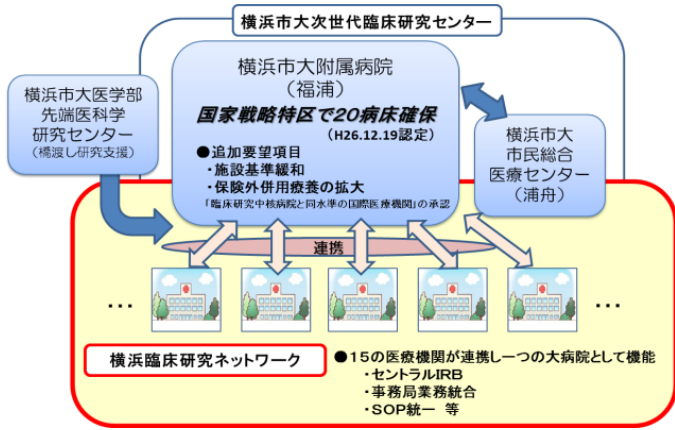 横浜市大次世代臨床研究センター
横浜市大附属病院
（福浦）
国家戦略特区で20病床確保
（H26.12.19認定）
●追加要望項目
・施設基準緩和
・保険外併用療養の拡大
「臨床研究中核病院と同水準の国際医療機関」の承認
横浜市大医学部
先端医科学
研究センター
（橋渡し研究支援）
横浜市大
市民総合
医療センター
（浦舟）
連携
…
…
横浜臨床研究ネットワーク
●15の医療機関が連携し一つの大病院として機能
・セントラルIRB
・事務局業務統合
・SOP統一 等